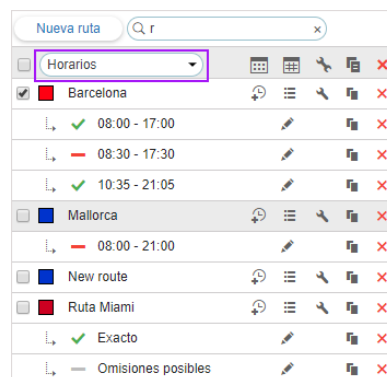 Nueva ruta r
Horarios
Barcelona
08:00 - 17:00
08:30 - 17:30
10:35 - 21:05
Mallorca
08:00 - 21:00
New route
Ruta Miami
Exacto
Omisiones posibles